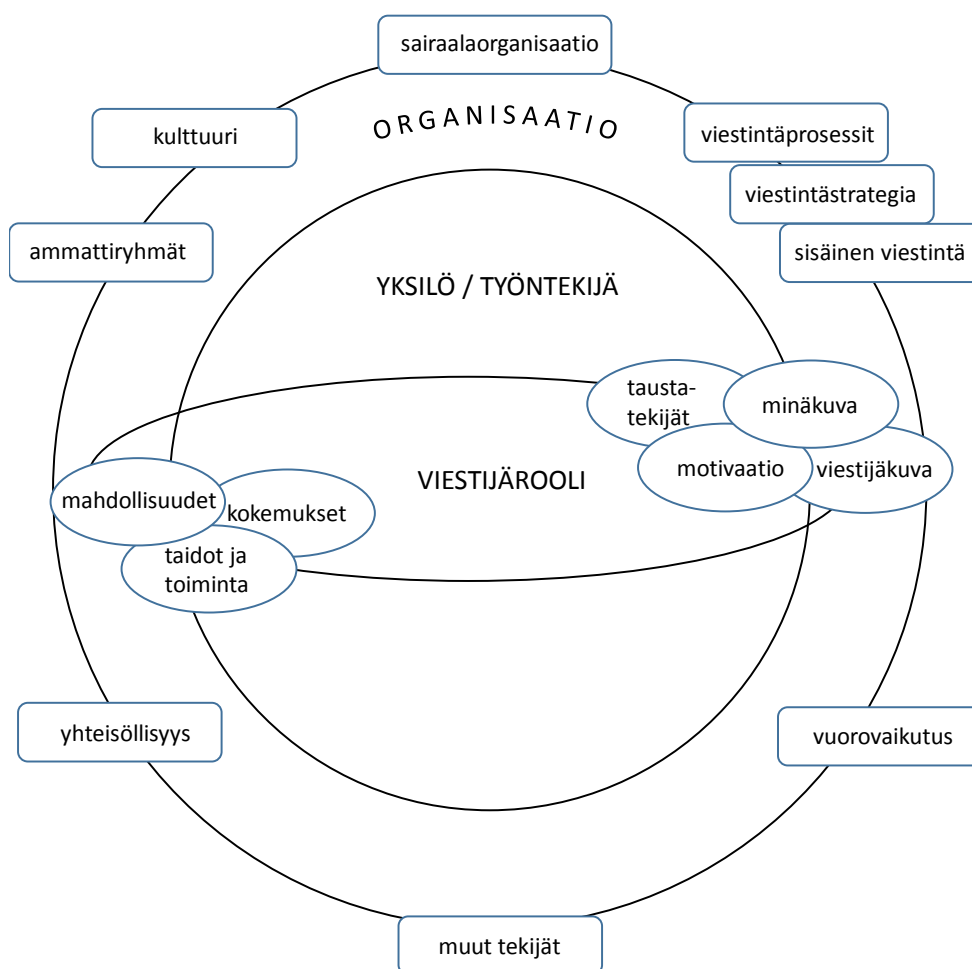 sairaalaorganisaatio
ORGANISAATIO
kulttuuri
viestintäprosessit
viestintästrategia
ammattiryhmät
sisäinen viestintä
YKSILÖ / TYÖNTEKIJÄ
tausta-
tekijät
minäkuva
motivaatio
viestijäkuva
VIESTIJÄROOLI
mahdollisuudet
kokemukset
taidot ja
toiminta
yhteisöllisyys
vuorovaikutus
muut tekijät